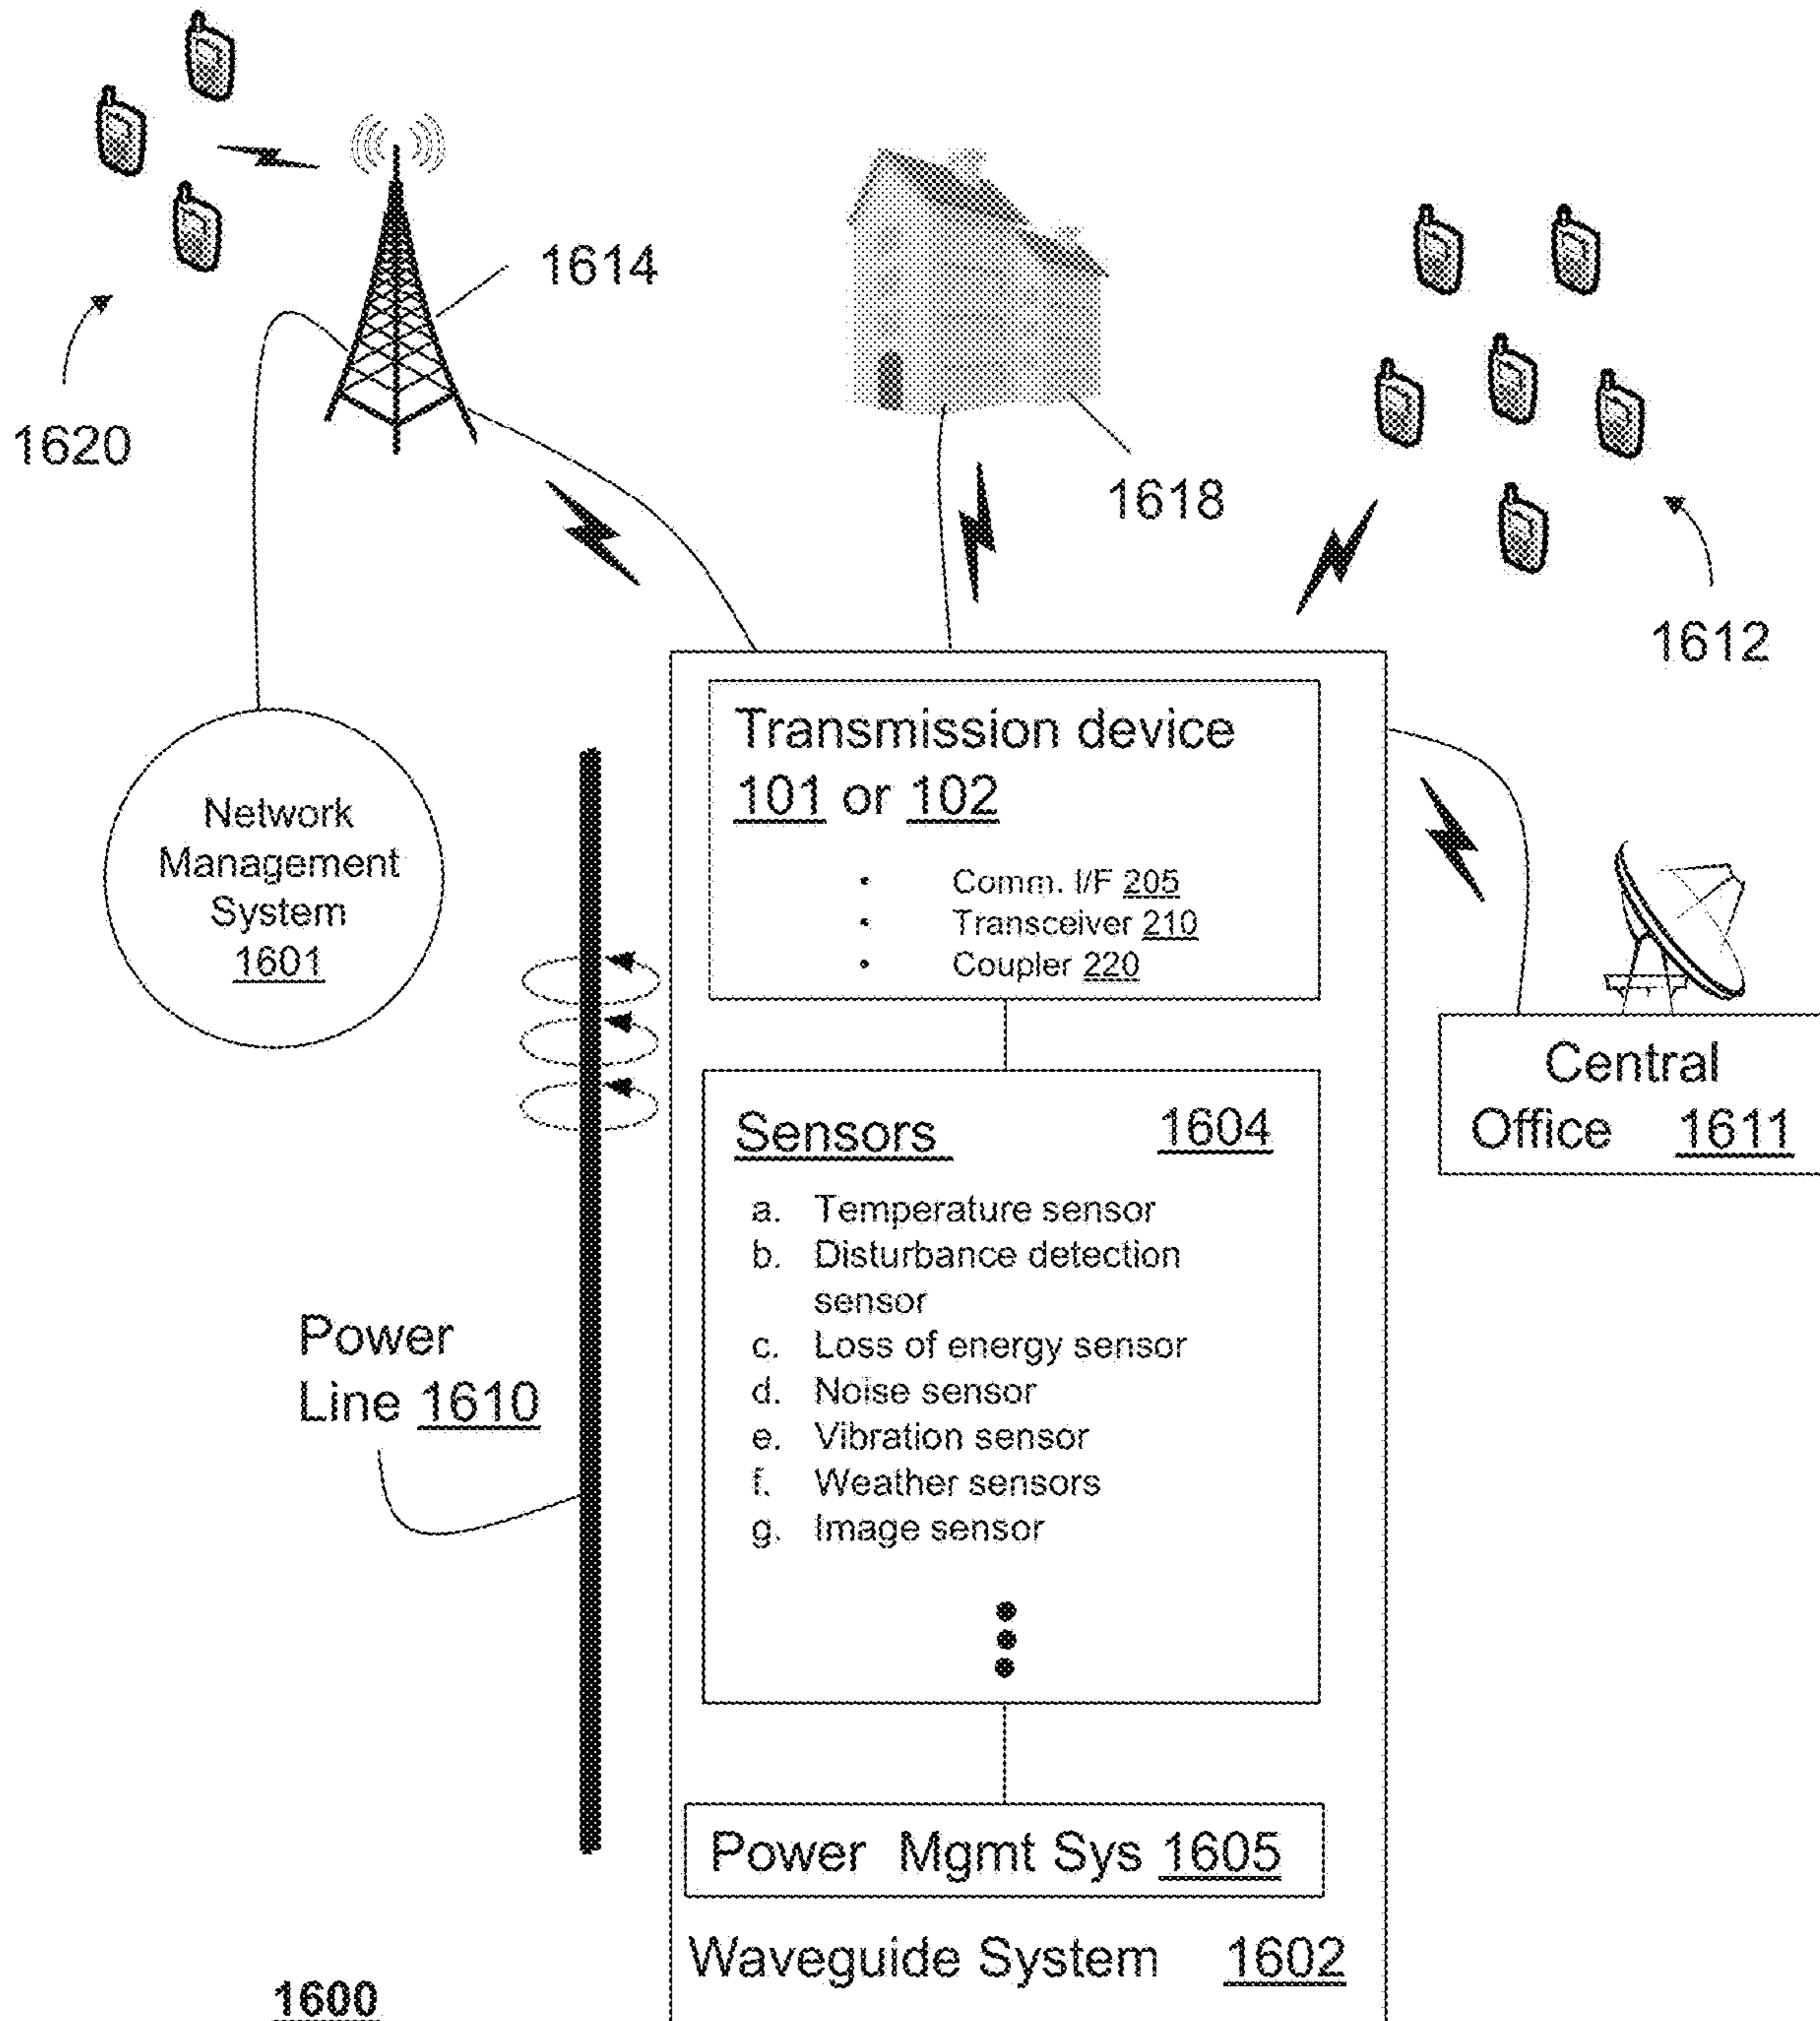 1614
1620
1618
1612
Network
Management
System
1601
Transmission device
101 or 102
• Comm. I/F 205
• Transceiver 210
• Coupler 220
Central
Office 1611
Sensors 1604
a. Temperature sensor
b. Disturbance detection
sensor
c. Loss of energy sensor
d. Noise sensor
e. Vibration sensor
f. Weather sensors
g. Image sensor
Power
Line 1610
Power Mgmt Sys 1605
Waveguide System 1602
1600